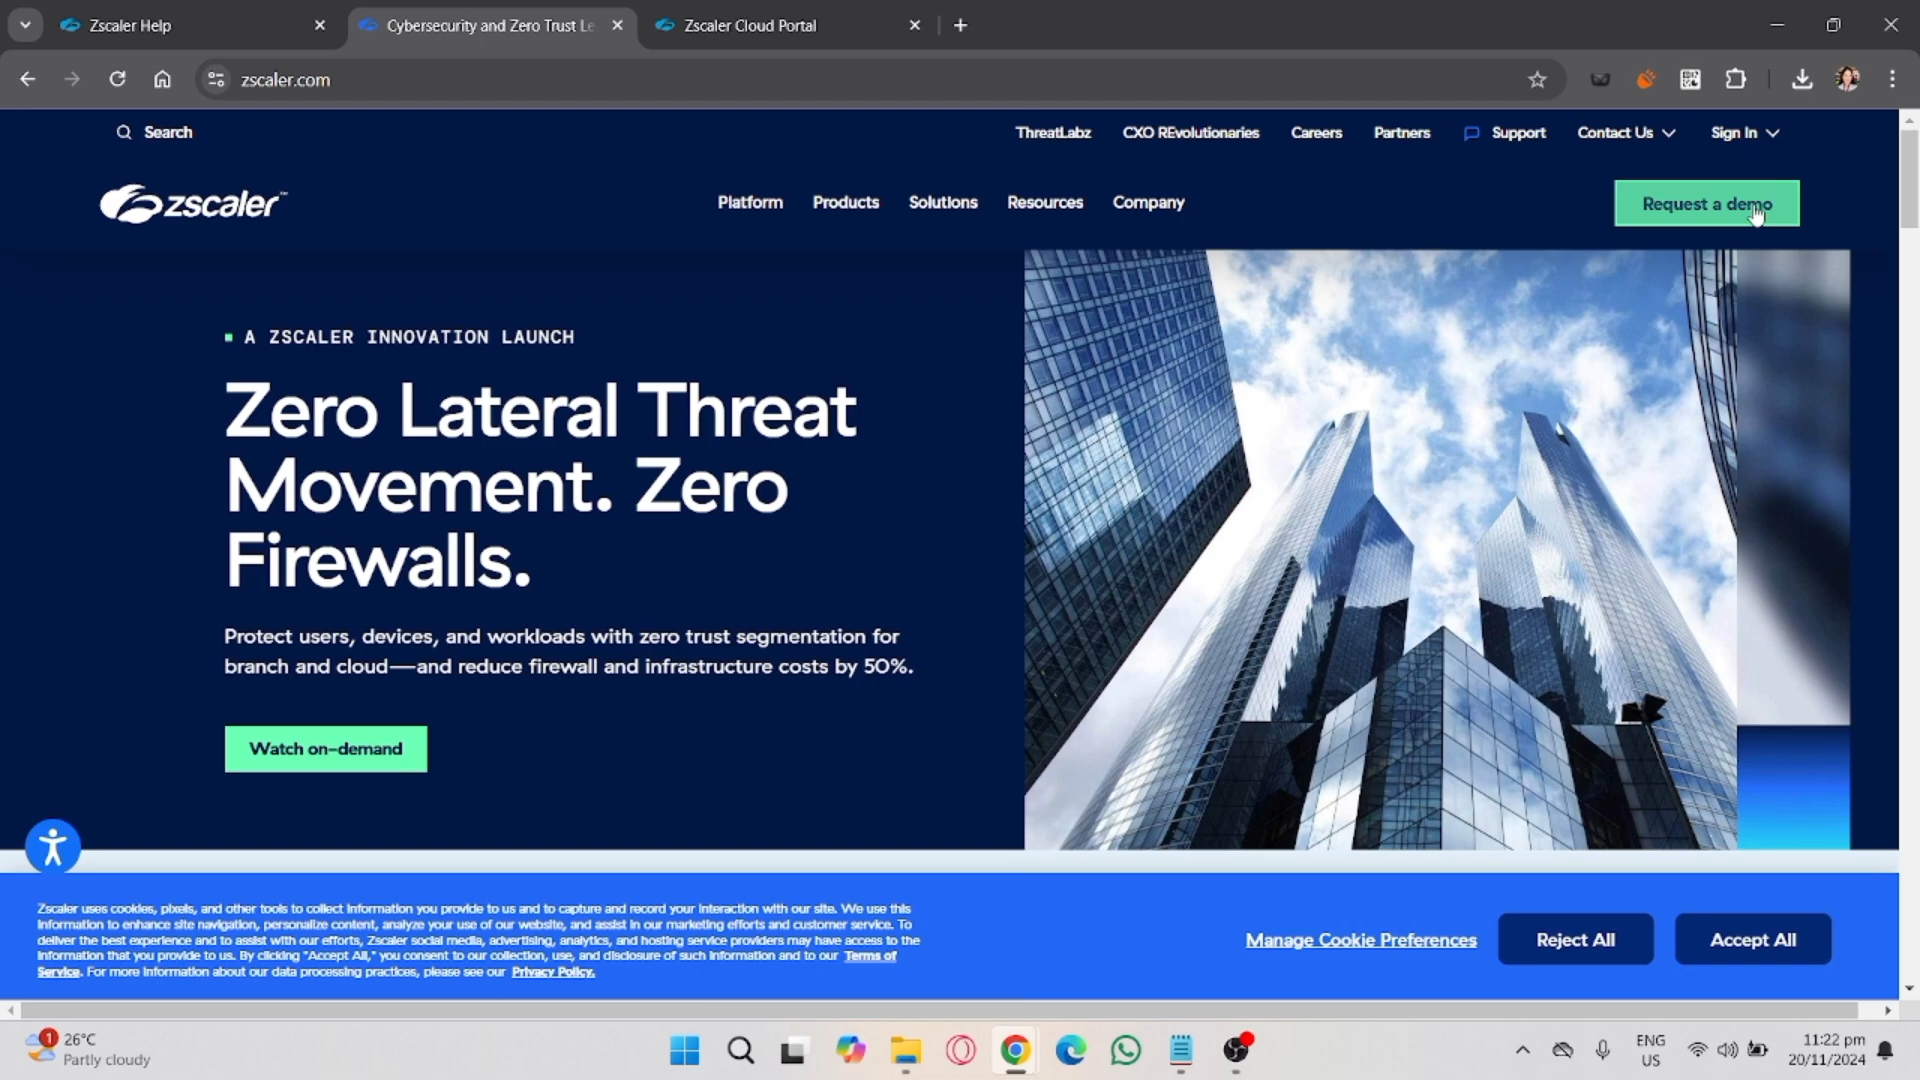 Zscaler Help
Cybersecurity and Zero Trust Le
Zscaler Cloud Portal
zscaler.com
Search
ThreatLabz
CXO REvolutionaries
Careers
Partners
Support
Contact Us
Sign In
zscaler™
Platform
Products
Solutions
Resources
Company
Request a demo
A ZSCALER INNOVATION LAUNCH
Zero Lateral Threat
Movement. Zero
Firewalls.
Protect users, devices, and workloads with zero trust segmentation for
branch and cloud—and reduce firewall and infrastructure costs by 50%.
Watch on-demand
Zscaler uses cookies, pixels, and other tools to collect information you provide to us and to capture and record your interaction with our site. We use this
information to enhance site navigation, personalize content, analyze your use of our website, and assist in our marketing efforts and customer service. To
deliver the best experience and to assist with our efforts, Zscaler social media, advertising, analytics, and hosting service providers may have access to the
information that you provide to us. By clicking "Accept All," you consent to our collection, use, and disclosure of such information and to our Terms of
Service. For more information about our data processing practices, please see our Privacy Policy.
Manage Cookie Preferences
Reject All
Accept All
1
26°C
Partly cloudy
ENG
US
11:22 pm
20/11/2024